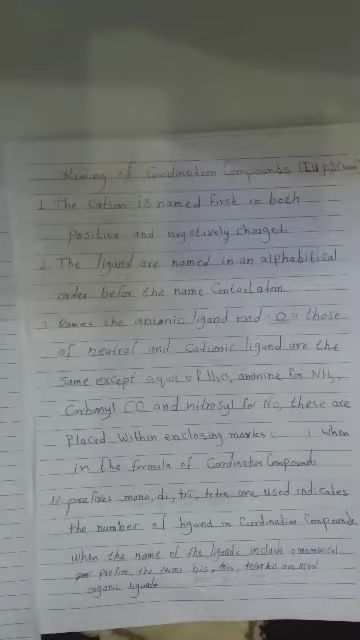 Naming of Coordination Compounds (Iupac
1. The Cation is named first in both
positive and negatively charged
2. The ligand are named in an alphabitical
order befor the name Central atom
3. Names the anianic ligand end -O- those
of neutral and cationic ligand are the
same except aqua of H2O, ammine for NH3
Carbonyl CO and nitrosyl for NO, these are
placed within enclosing marks ( ) when
in the formula of Coordination Compounds
prefixes mono, di, tri, tetra are used indicates
the number of ligand in Coordination Compounds
when the name of the ligands include a numerical
prefixe, the terms bis, tris, tetrakis are used
organic ligands